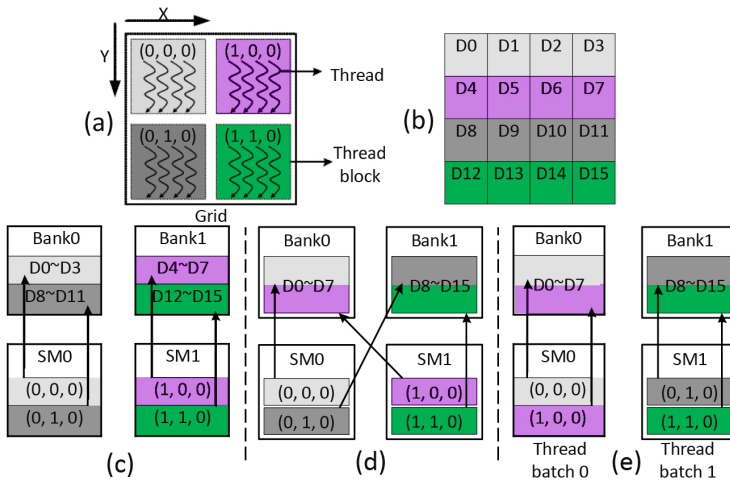 X
Y
(0, 0, 0)
(1, 0, 0)
Thread
(a)
(0, 1, 0)
(1, 1, 0)
Thread
block
Grid
D0 D1 D2 D3
D4 D5 D6 D7
(b)
D8 D9 D10 D11
D12 D13 D14 D15
Bank0
Bank1
D0~D3
D4~D7
D8~D11
D12~D15
SM0
SM1
(0, 0, 0)
(1, 0, 0)
(0, 1, 0)
(1, 1, 0)
(c)
Bank0
Bank1
D0~D7
D8~D15
SM0
SM1
(0, 0, 0)
(1, 0, 0)
(0, 1, 0)
(1, 1, 0)
(d)
Bank0
Bank1
D0~D7
D8~D15
SM0
SM1
(0, 0, 0)
(0, 1, 0)
(1, 0, 0)
(1, 1, 0)
Thread
batch 0
(e)
Thread
batch 1